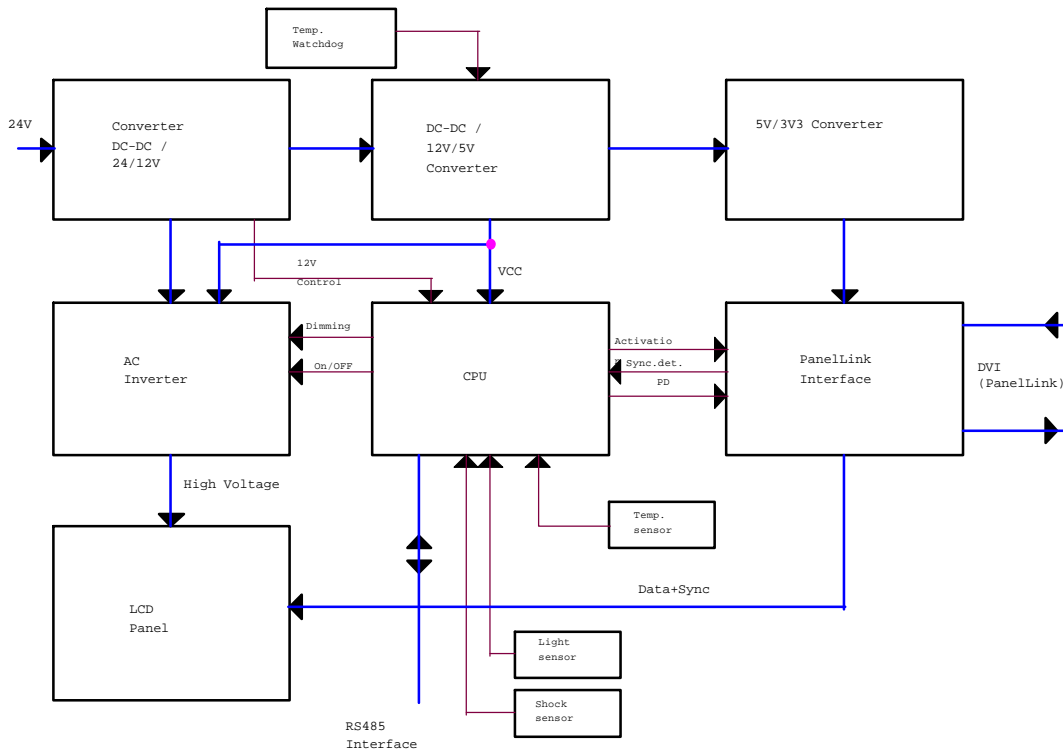 Temp.
Watchdog
24V
Converter
DC-DC /
24/12V
DC-DC /
12V/5V
Converter
5V/3V3 Converter
12V
Control
VCC
AC
Inverter
Dimming
On/OFF
CPU
Activatio
Sync.det.
PD
PanelLink
Interface
DVI
(PanelLink)
High Voltage
Temp.
sensor
LCD
Panel
Data+Sync
Light
sensor
Shock
sensor
RS485
Interface